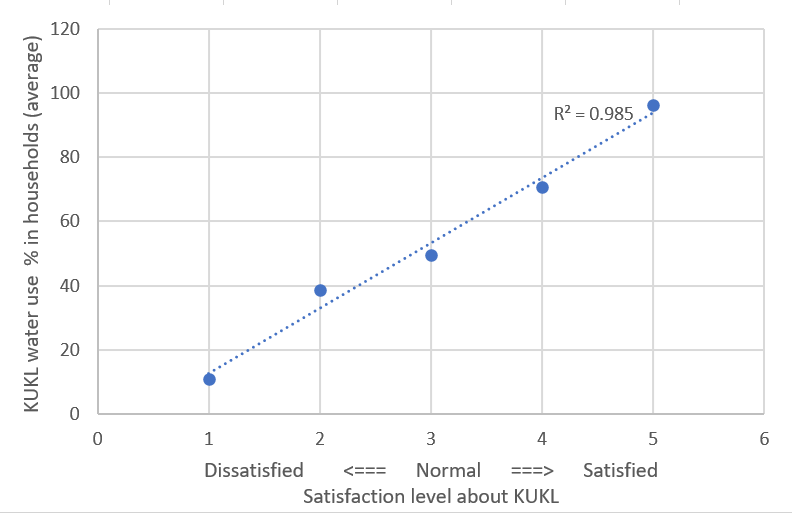 120
100
80
60
40
20
0
KUKL water use % in households (average)
R² = 0.985
0 1 2 3 4 5 6
Dissatisfied <=== Normal ===> Satisfied
Satisfaction level about KUKL